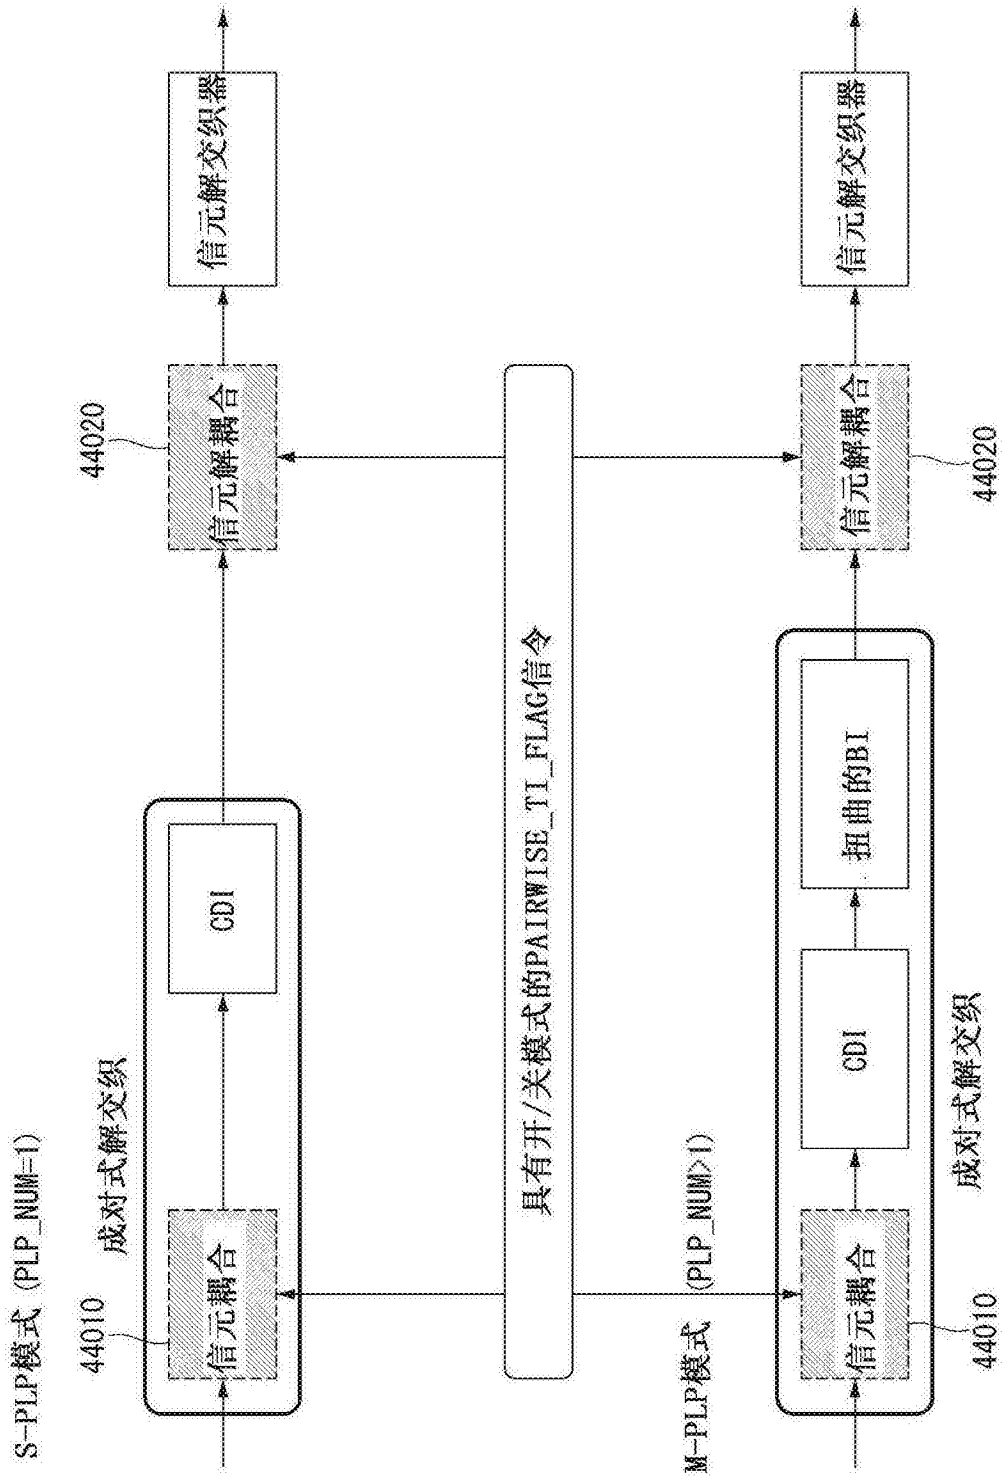 S-PLP模式 (PLP_NUM=1)
成对式解交织
44010
信元耦合
CDI
44020
信元解耦合
信元解交织器
具有开/关模式的PAIRWISE_TI_FLAG信令
M-PLP模式 (PLP_NUM>1)
信元耦合
44010
CDI
扭曲的BI
成对式解交织
信元解耦合
44020
信元解交织器